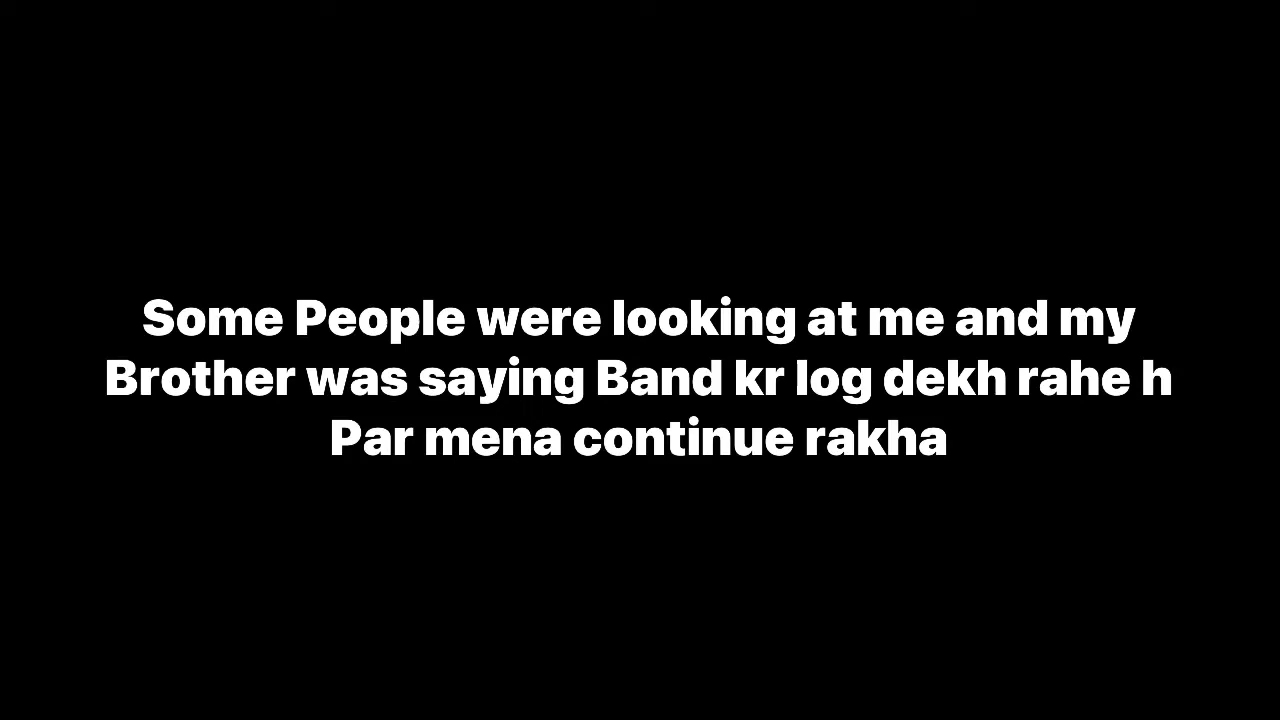 Some People were looking at me and my
Brother was saying Band kr log dekh rahe h
Par mena continue rakha